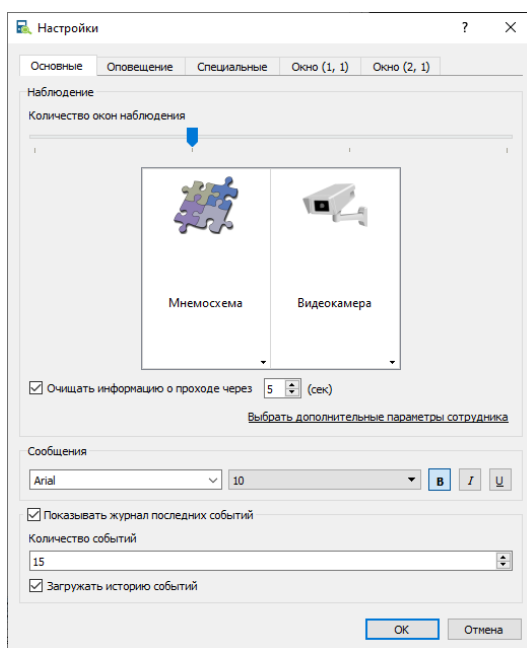 Настройки
? 
Основные Оповещение Специальные Окно (1, 1) Окно (2, 1)
Наблюдение
Количество окон наблюдения
Мнемосхема Видеокамера
Очищать информацию о проходе через 5 (сек)
Выбрать дополнительные параметры сотрудника
Сообщения
Arial 10 B I U
Показывать журнал последних событий
Количество событий
15
Загружать историю событий
OK Отмена